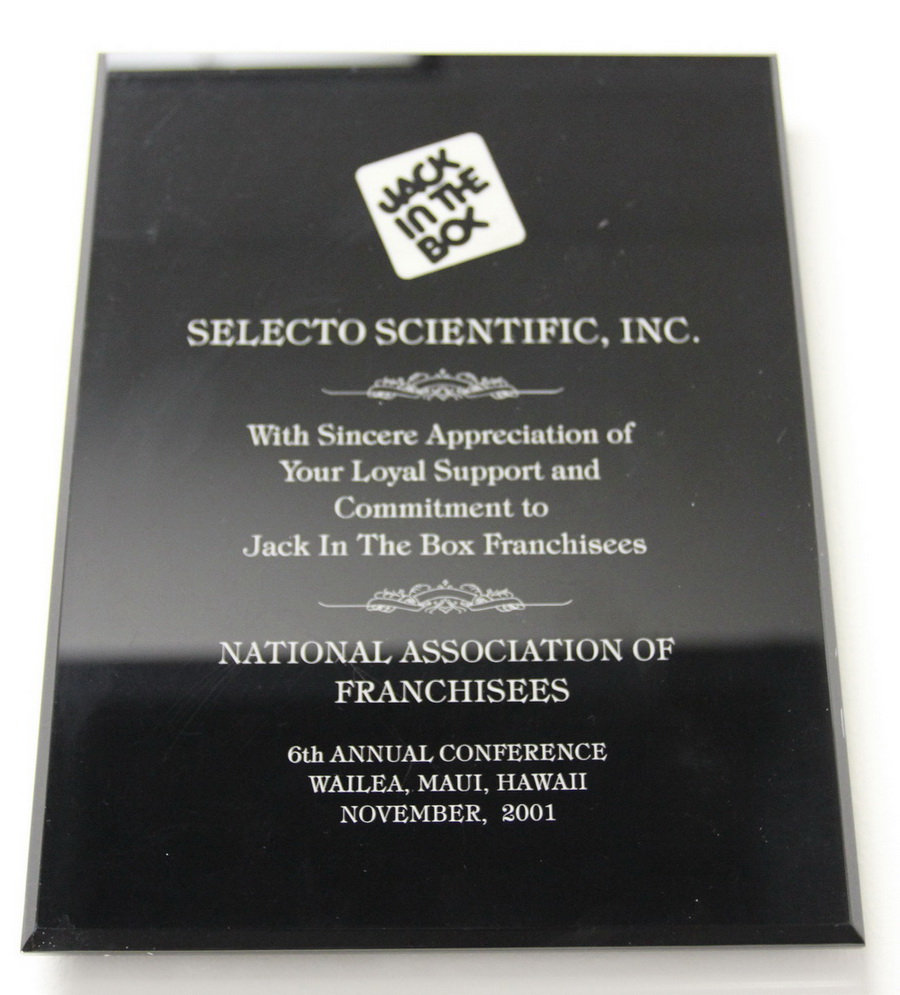 JACK
IN THE
BOX
SELECTO SCIENTIFIC, INC.
With Sincere Appreciation of
Your Loyal Support and
Commitment to
Jack In The Box Franchisees
NATIONAL ASSOCIATION OF
FRANCHISEES
6th ANNUAL CONFERENCE
WAILEA, MAUI, HAWAII
NOVEMBER, 2001